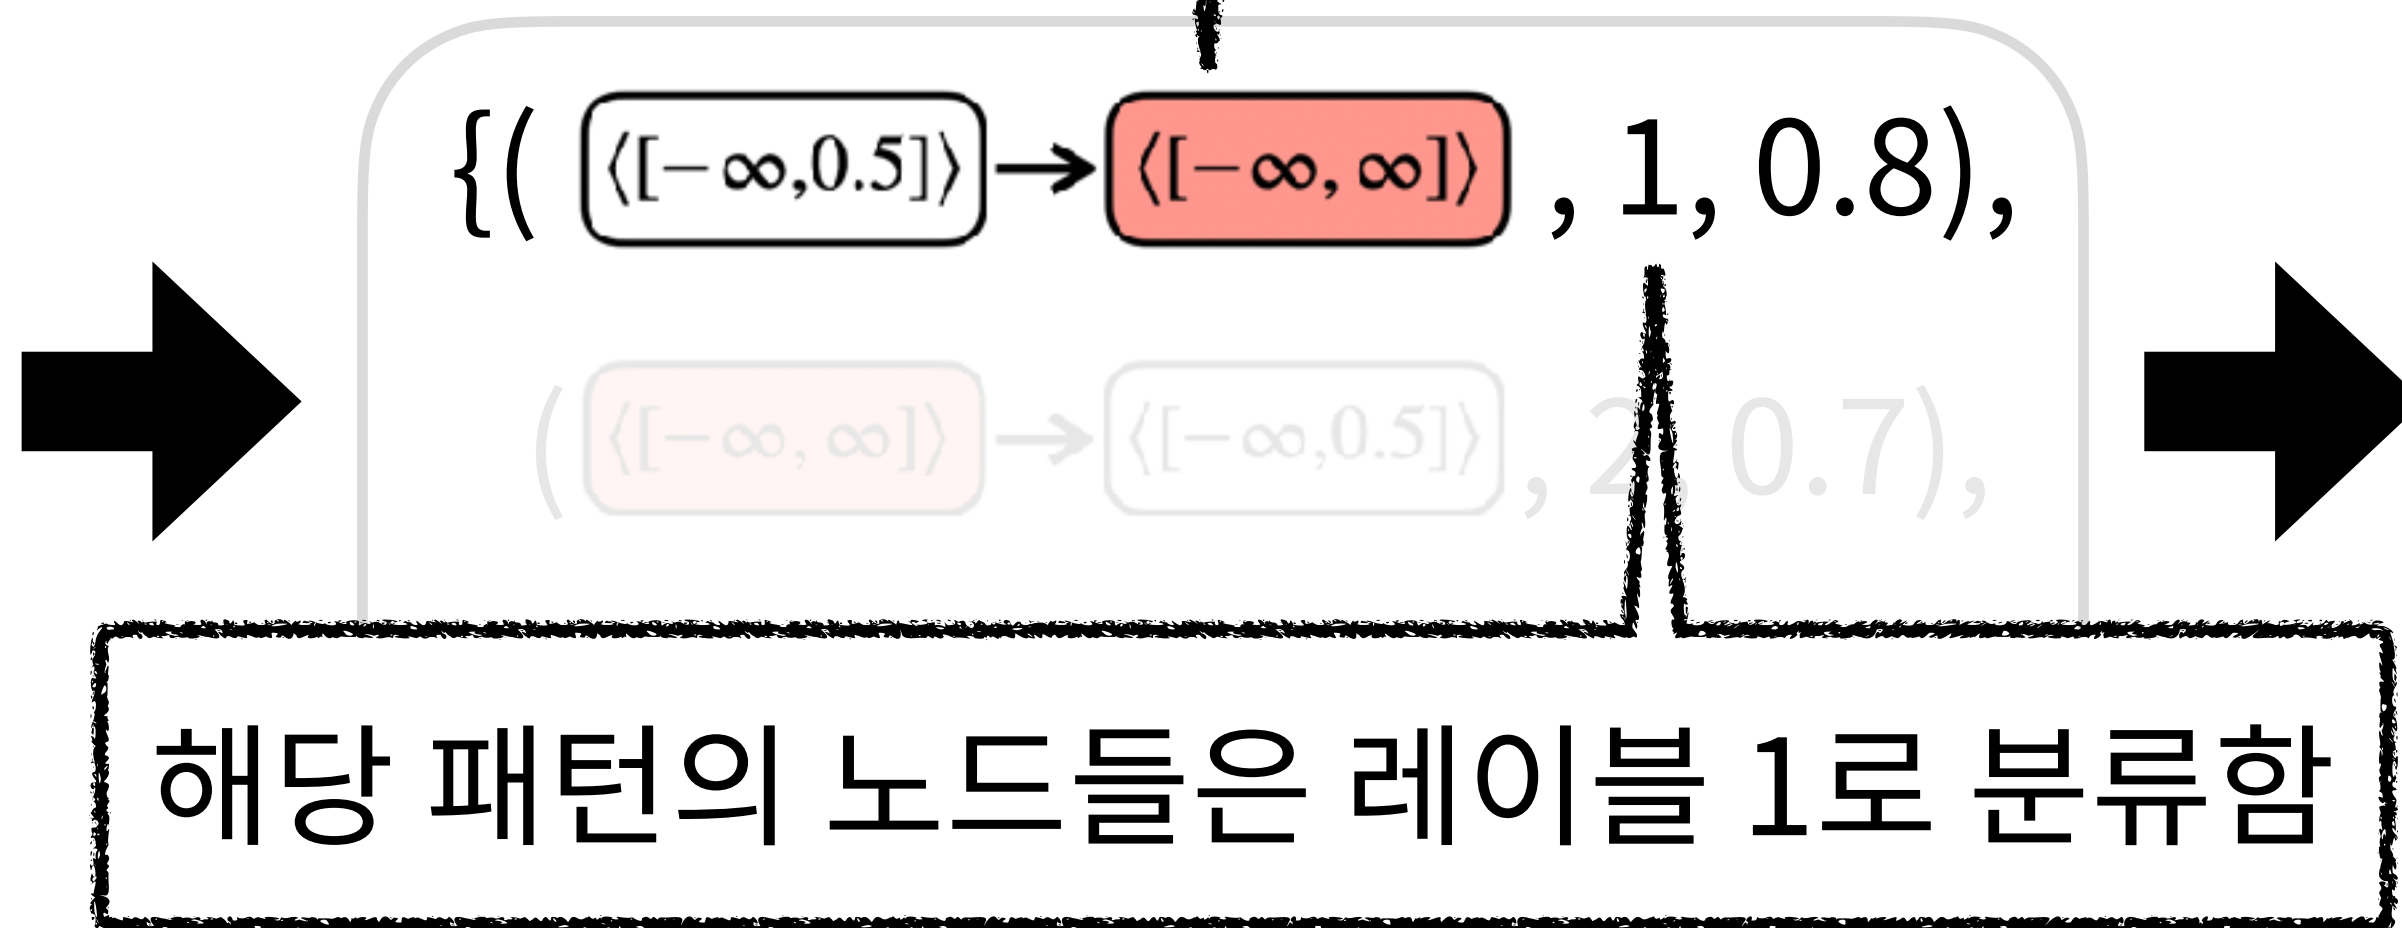 {( ⟨[−∞,0.5]⟩ → ⟨[−∞, ∞]⟩ , 1, 0.8),
( ⟨[−∞, ∞]⟩ → ⟨[−∞,0.5]⟩ , 2, 0.7),
해당 패턴의 노드들은 레이블 1로 분류함